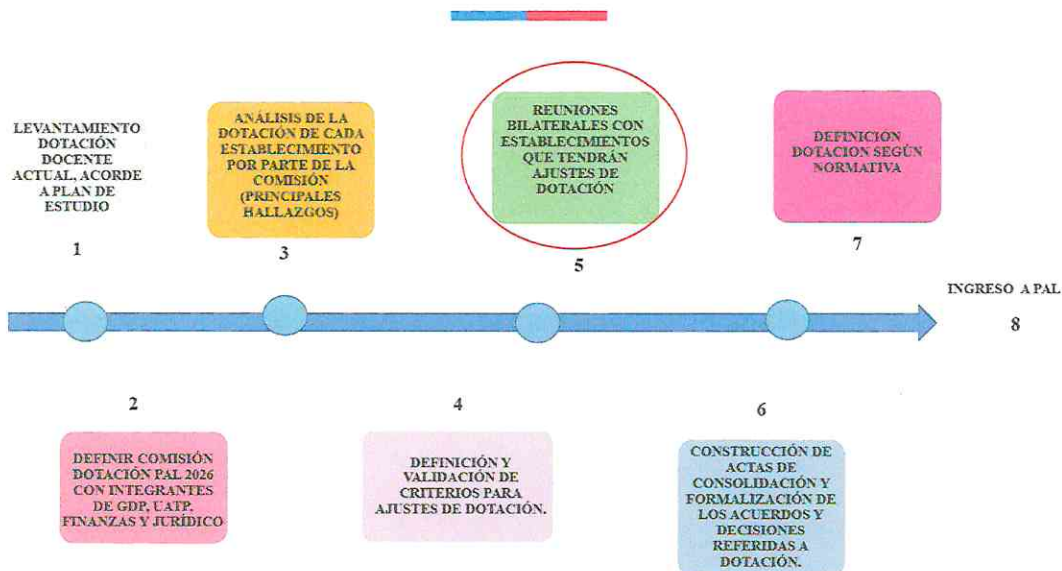 LEVANTAMIENTO
DOTACIÓN
DOCENTE
ACTUAL, ACORDE
A PLAN DE
ESTUDIO
1
DEFINIR COMISIÓN
DOTACIÓN PAL 2026
CON INTEGRANTES
DE GDP, UATP,
FINANZAS Y JURÍDICO
2
ANÁLISIS DE LA
DOTACIÓN DE CADA
ESTABLECIMIENTO
POR PARTE DE LA
COMISIÓN
(PRINCIPALES
HALLAZGOS)
3
DEFINICIÓN Y
VALIDACIÓN DE
CRITERIOS PARA
AJUSTES DE DOTACIÓN.
4
REUNIONES
BILATERALES CON
ESTABLECIMIENTOS
QUE TENDRÁN
AJUSTES DE
DOTACIÓN
5
CONSTRUCCIÓN DE
ACTAS DE
CONSOLIDACIÓN Y
FORMALIZACIÓN DE
LOS ACUERDOS Y
DECISIONES
REFERIDAS A
DOTACIÓN.
6
DEFINICIÓN
DOTACION SEGÚN
NORMATIVA
7
INGRESO A PAL
8